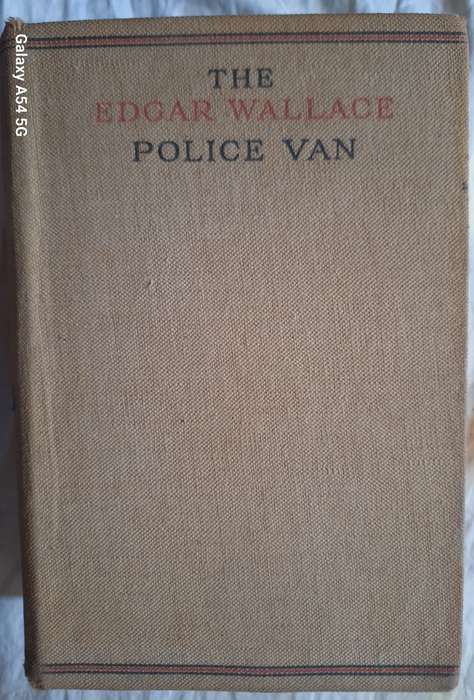 THE
EDGAR WALLACE
POLICE VAN
Galaxy A54 5G